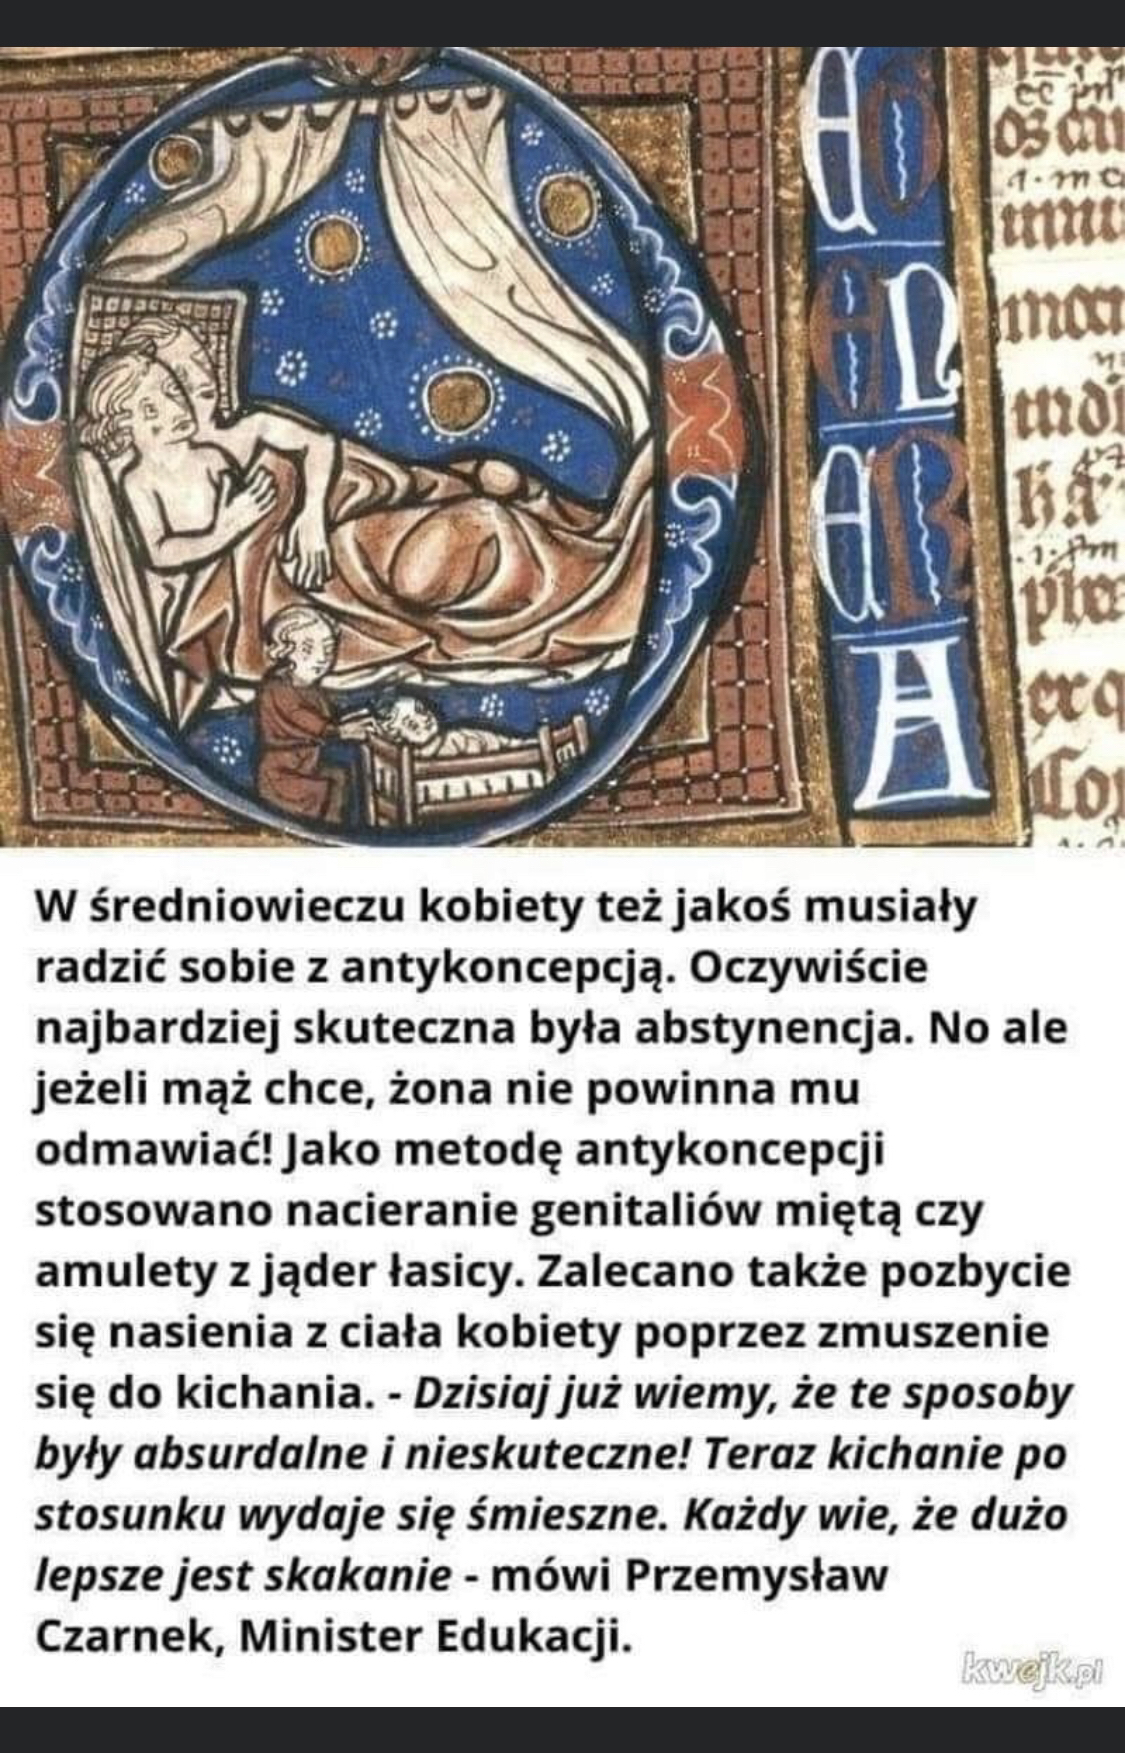 W średniowieczu kobiety też jakoś musiały
radzić sobie z antykoncepcją. Oczywiście
najbardziej skuteczna była abstynencja. No ale
jeżeli mąż chce, żona nie powinna mu
odmawiać! Jako metodę antykoncepcji
stosowano nacieranie genitaliów miętą czy
amulety z jąder łasicy. Zalecano także pozbycie
się nasienia z ciała kobiety poprzez zmuszenie
się do kichania. - Dzisiaj już wiemy, że te sposoby
były absurdalne i nieskuteczne! Teraz kichanie po
stosunku wydaje się śmieszne. Każdy wie, że dużo
lepsze jest skakanie - mówi Przemysław
Czarnek, Minister Edukacji.
kwejk.pl